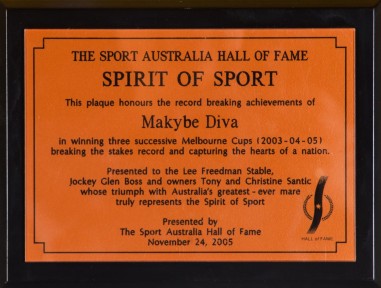 THE SPORT AUSTRALIA HALL OF FAME
SPIRIT OF SPORT
This plaque honours the record breaking achievements of
Makybe Diva
in winning three successive Melbourne Cups (2003-04-05)
breaking the stakes record and capturing the hearts of a nation.
Presented to the Lee Freedman Stable,
Jockey Glen Boss and owners Tony and Christine Santic
whose triumph with Australia's greatest - ever mare
truly represents the Spirit of Sport
Presented by
The Sport Australia Hall of Fame
November 24, 2005
HALL of FAME